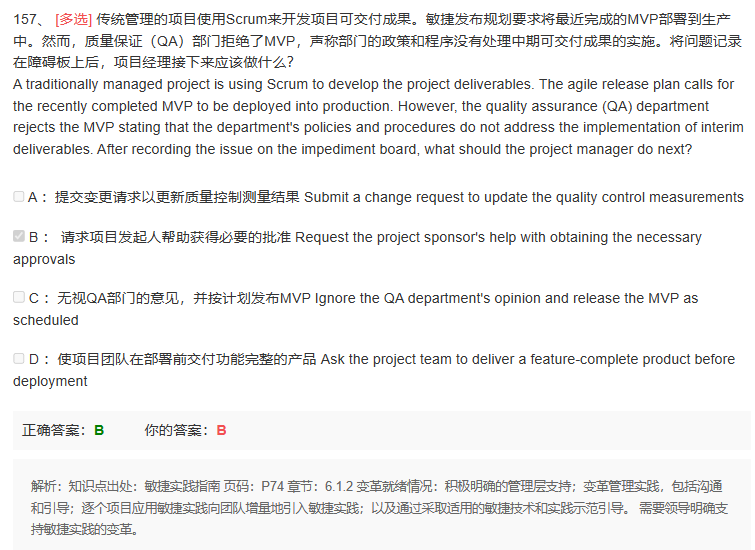 157、 [多选] 传统管理的项目使用Scrum来开发项目可交付成果。敏捷发布规划要求将最近完成的MVP部署到生产
中。然而，质量保证（QA）部门拒绝了MVP，声称部门的政策和程序没有处理中期可交付成果的实施。将问题记录
在障碍板上后，项目经理接下来应该做什么？
A traditionally managed project is using Scrum to develop the project deliverables. The agile release plan calls for
the recently completed MVP to be deployed into production. However, the quality assurance (QA) department
rejects the MVP stating that the department's policies and procedures do not address the implementation of interim
deliverables. After recording the issue on the impediment board, what should the project manager do next?
A： 提交变更请求以更新质量控制测量结果 Submit a change request to update the quality control measurements
B： 请求项目发起人帮助获得必要的批准 Request the project sponsor's help with obtaining the necessary
approvals
C： 无视QA部门的意见，并按计划发布MVP Ignore the QA department's opinion and release the MVP as
scheduled
D： 使项目团队在部署前交付功能完整的产品 Ask the project team to deliver a feature-complete product before
deployment
正确答案：B 你的答案：B
解析：知识点出处：敏捷实践指南 页码：P74 章节：6.1.2 变革就绪情况：积极明确的管理层支持；变革管理实践，包括沟通
和引导；逐个项目应用敏捷实践向团队增量地引入敏捷实践；以及通过采取适用的敏捷技术和实践示范引导。 需要领导明确支
持敏捷实践的变革。